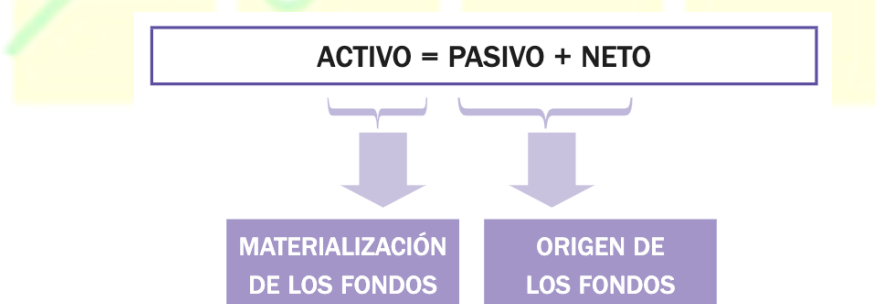 ACTIVO = PASIVO + NETO
MATERIALIZACIÓN
DE LOS FONDOS
ORIGEN DE
LOS FONDOS